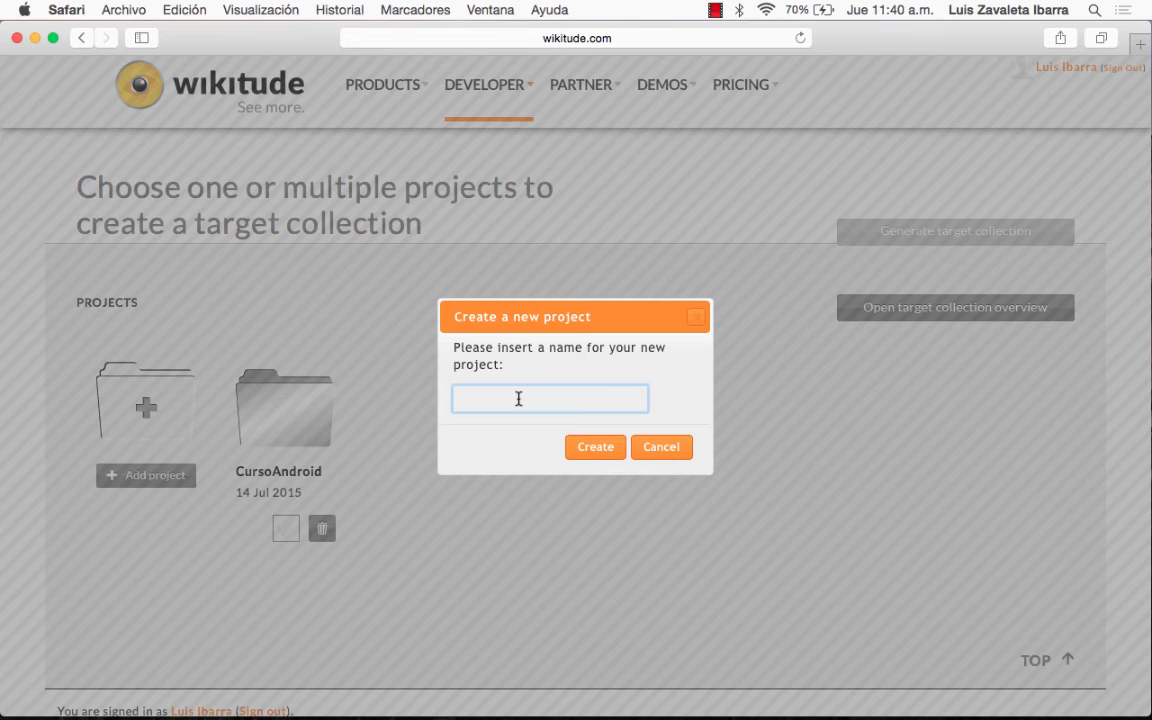 Safari Archivo Edición Visualización Historial Marcadores Ventana Ayuda 70% Jue 11:40 a.m. Luis Zavaleta Ibarra
wikitude.com
wikitude
See more.
PRODUCTS DEVELOPER PARTNER DEMOS PRICING
Luis Ibarra (Sign Out)
Choose one or multiple projects to
create a target collection
Generate target collection
PROJECTS
Open target collection overview
Create a new project
Please insert a name for your new
project:
Create Cancel
Add project
CursoAndroid
14 Jul 2015
TOP
You are signed in as Luis Ibarra (Sign out).